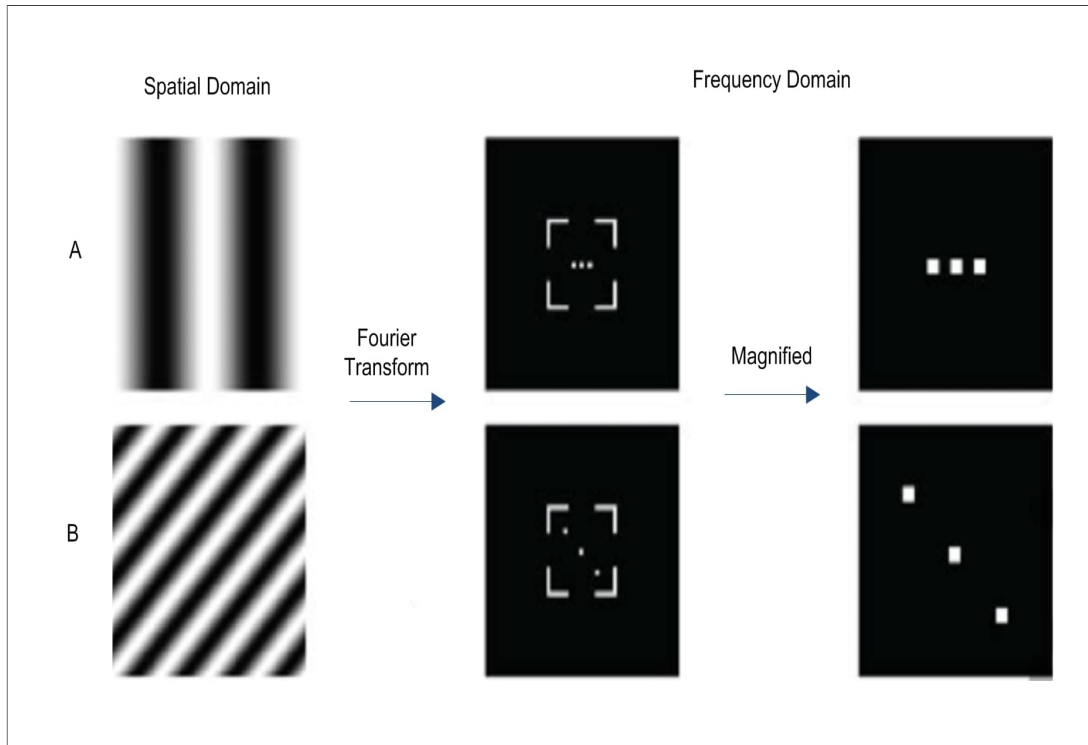 Spatial Domain
Frequency Domain
A
Fourier
Transform
Magnified
B